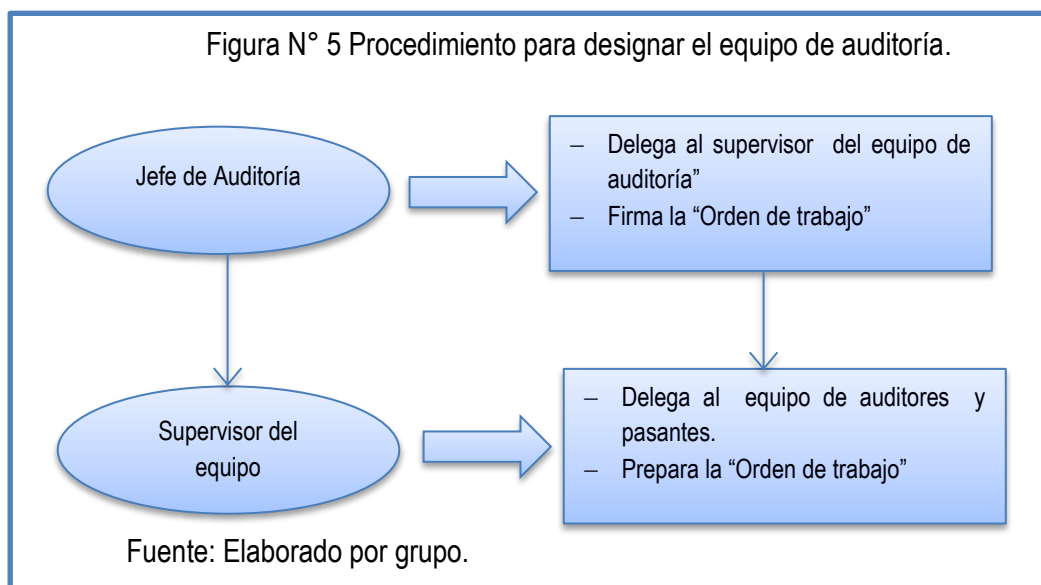 Figura N° 5 Procedimiento para designar el equipo de auditoría.
Jefe de Auditoría
– Delega al supervisor del equipo de
auditoría”
– Firma la “Orden de trabajo”
Supervisor del
equipo
– Delega al equipo de auditores y
pasantes.
– Prepara la “Orden de trabajo”
Fuente: Elaborado por grupo.